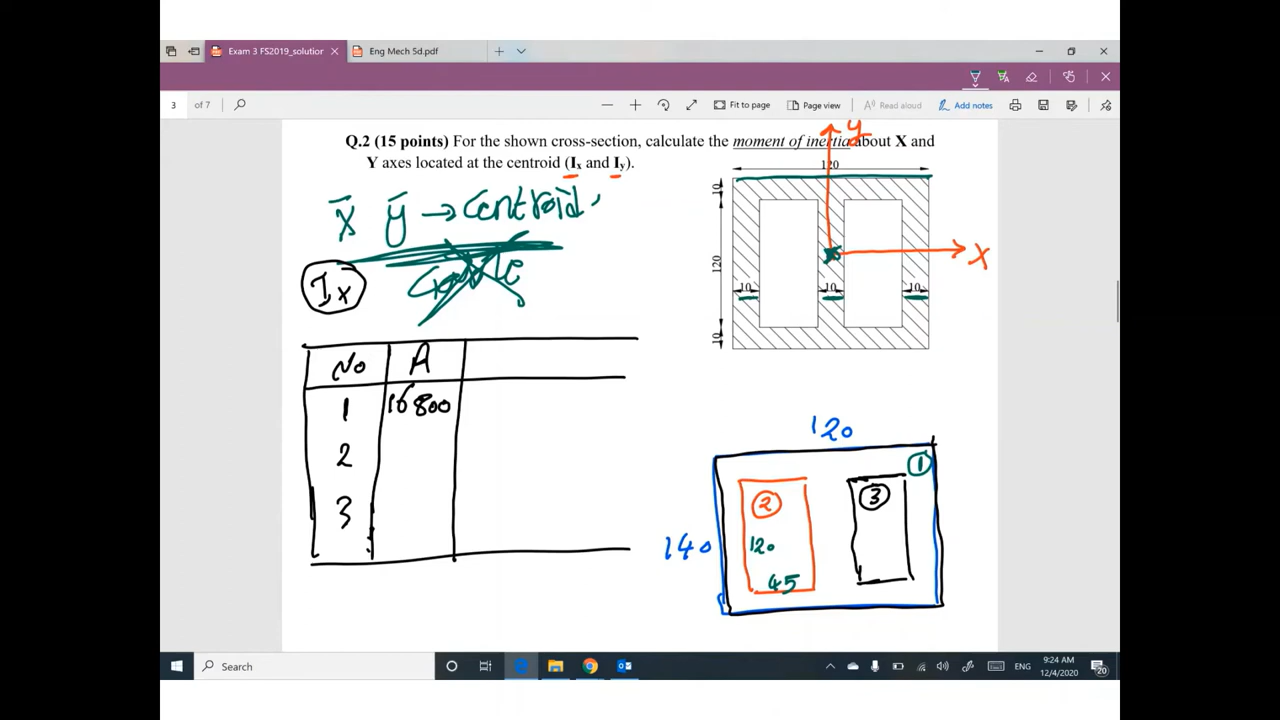 Exam 3 FS2019_solutior
Eng Mech 5d.pdf
3 of 7
Fit to page
Page view
Read aloud
Add notes
Q.2 (15 points) For the shown cross-section, calculate the moment of inertia about X and
Y axes located at the centroid (Ix and Iy).
y
120
10
120
10
10
10
10
X
x̄ ȳ → Centroid
Ix
No A
1 16800
2
3
120
140
1
2
3
120
45
Search
ENG
9:24 AM
12/4/2020
20